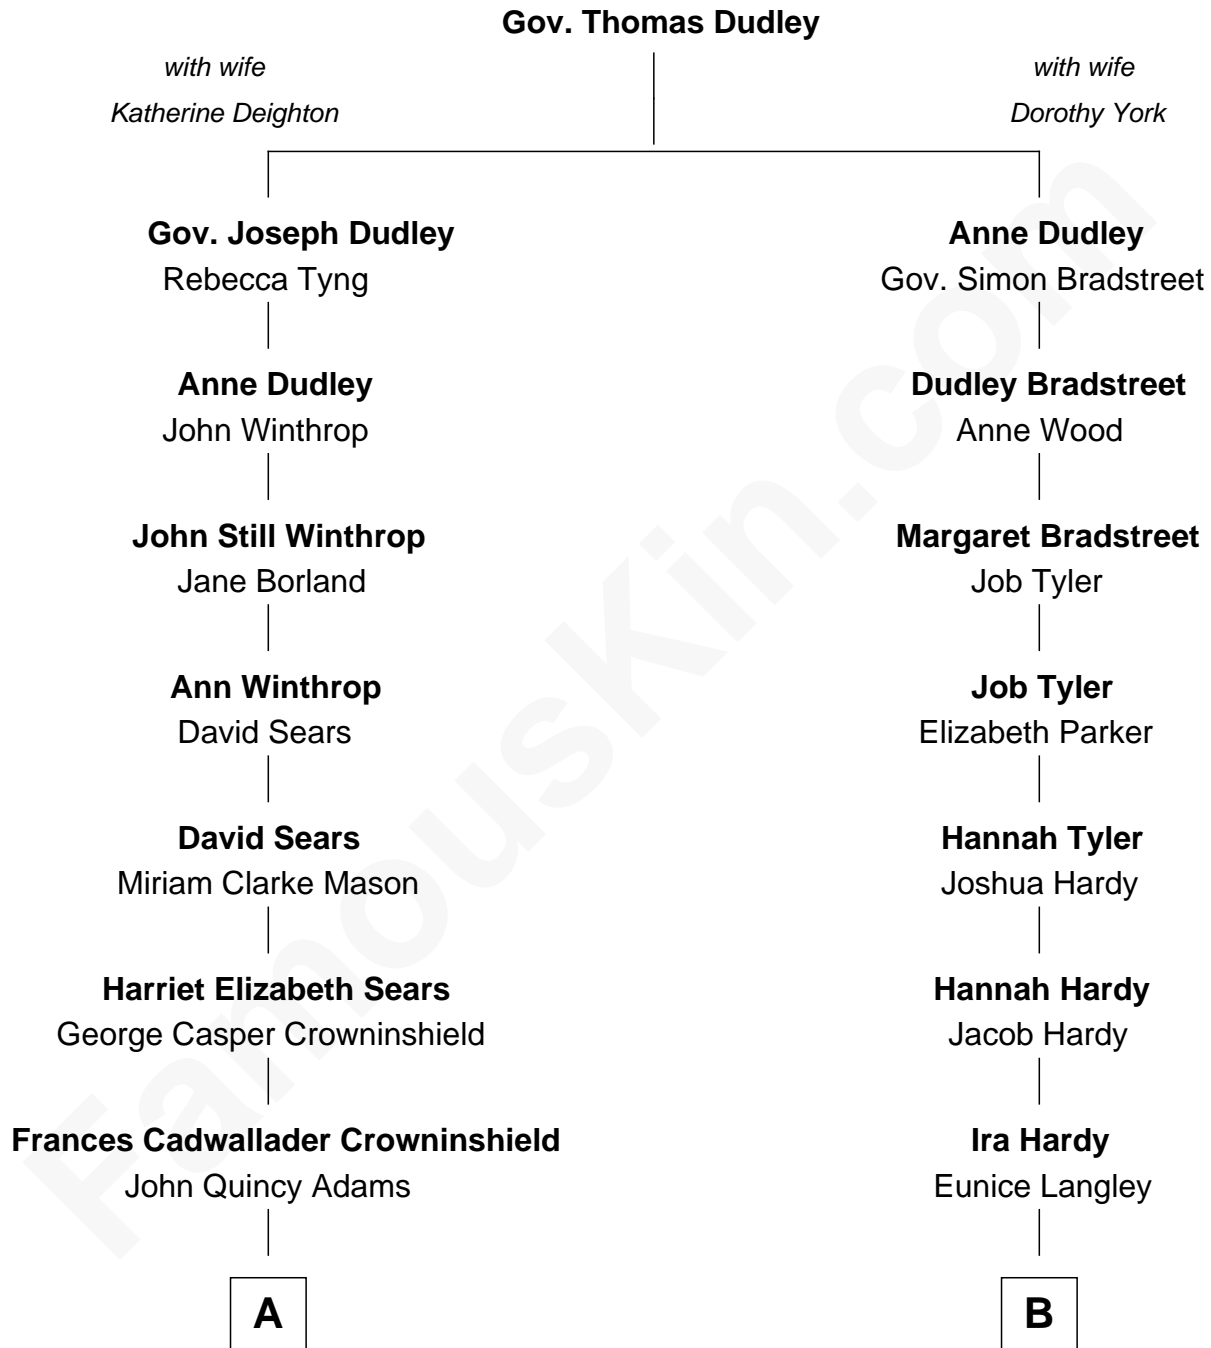 Gov. Thomas Dudley
with wife
Katherine Deighton
with wife
Dorothy York
Gov. Joseph Dudley
Rebecca Tyng
Anne Dudley
Gov. Simon Bradstreet
Anne Dudley
John Winthrop
Dudley Bradstreet
Anne Wood
John Still Winthrop
Jane Borland
Margaret Bradstreet
Job Tyler
Ann Winthrop
David Sears
Job Tyler
Elizabeth Parker
David Sears
Miriam Clarke Mason
Hannah Tyler
Joshua Hardy
Harriet Elizabeth Sears
George Casper Crowninshield
Hannah Hardy
Jacob Hardy
Frances Cadwallader Crowninshield
John Quincy Adams
Ira Hardy
Eunice Langley
A
B
FamousKin.com